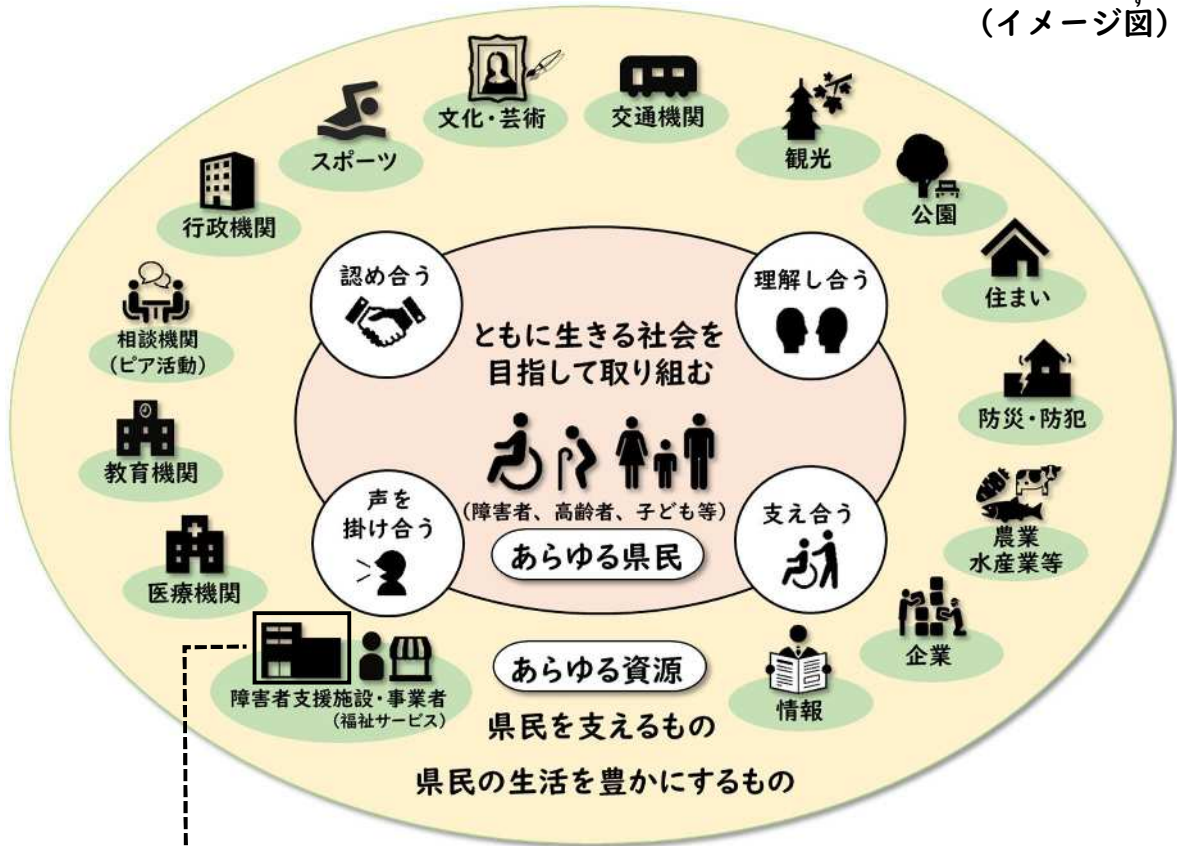 ず
(イメージ図)
文化・芸術
交通機関
スポーツ
観光
行政機関
公園
相談機関
(ピア活動)
住まい
教育機関
防災・防犯
医療機関
農業
水産業等
企業
情報
障害者支援施設・事業者
(福祉サービス)
認め合う
理解し合う
ともに生きる社会を
目指して取り組む
声を
掛け合う
(障害者、高齢者、子ども等)
支え合う
あらゆる県民
あらゆる資源
県民を支えるもの
県民の生活を豊かにするもの